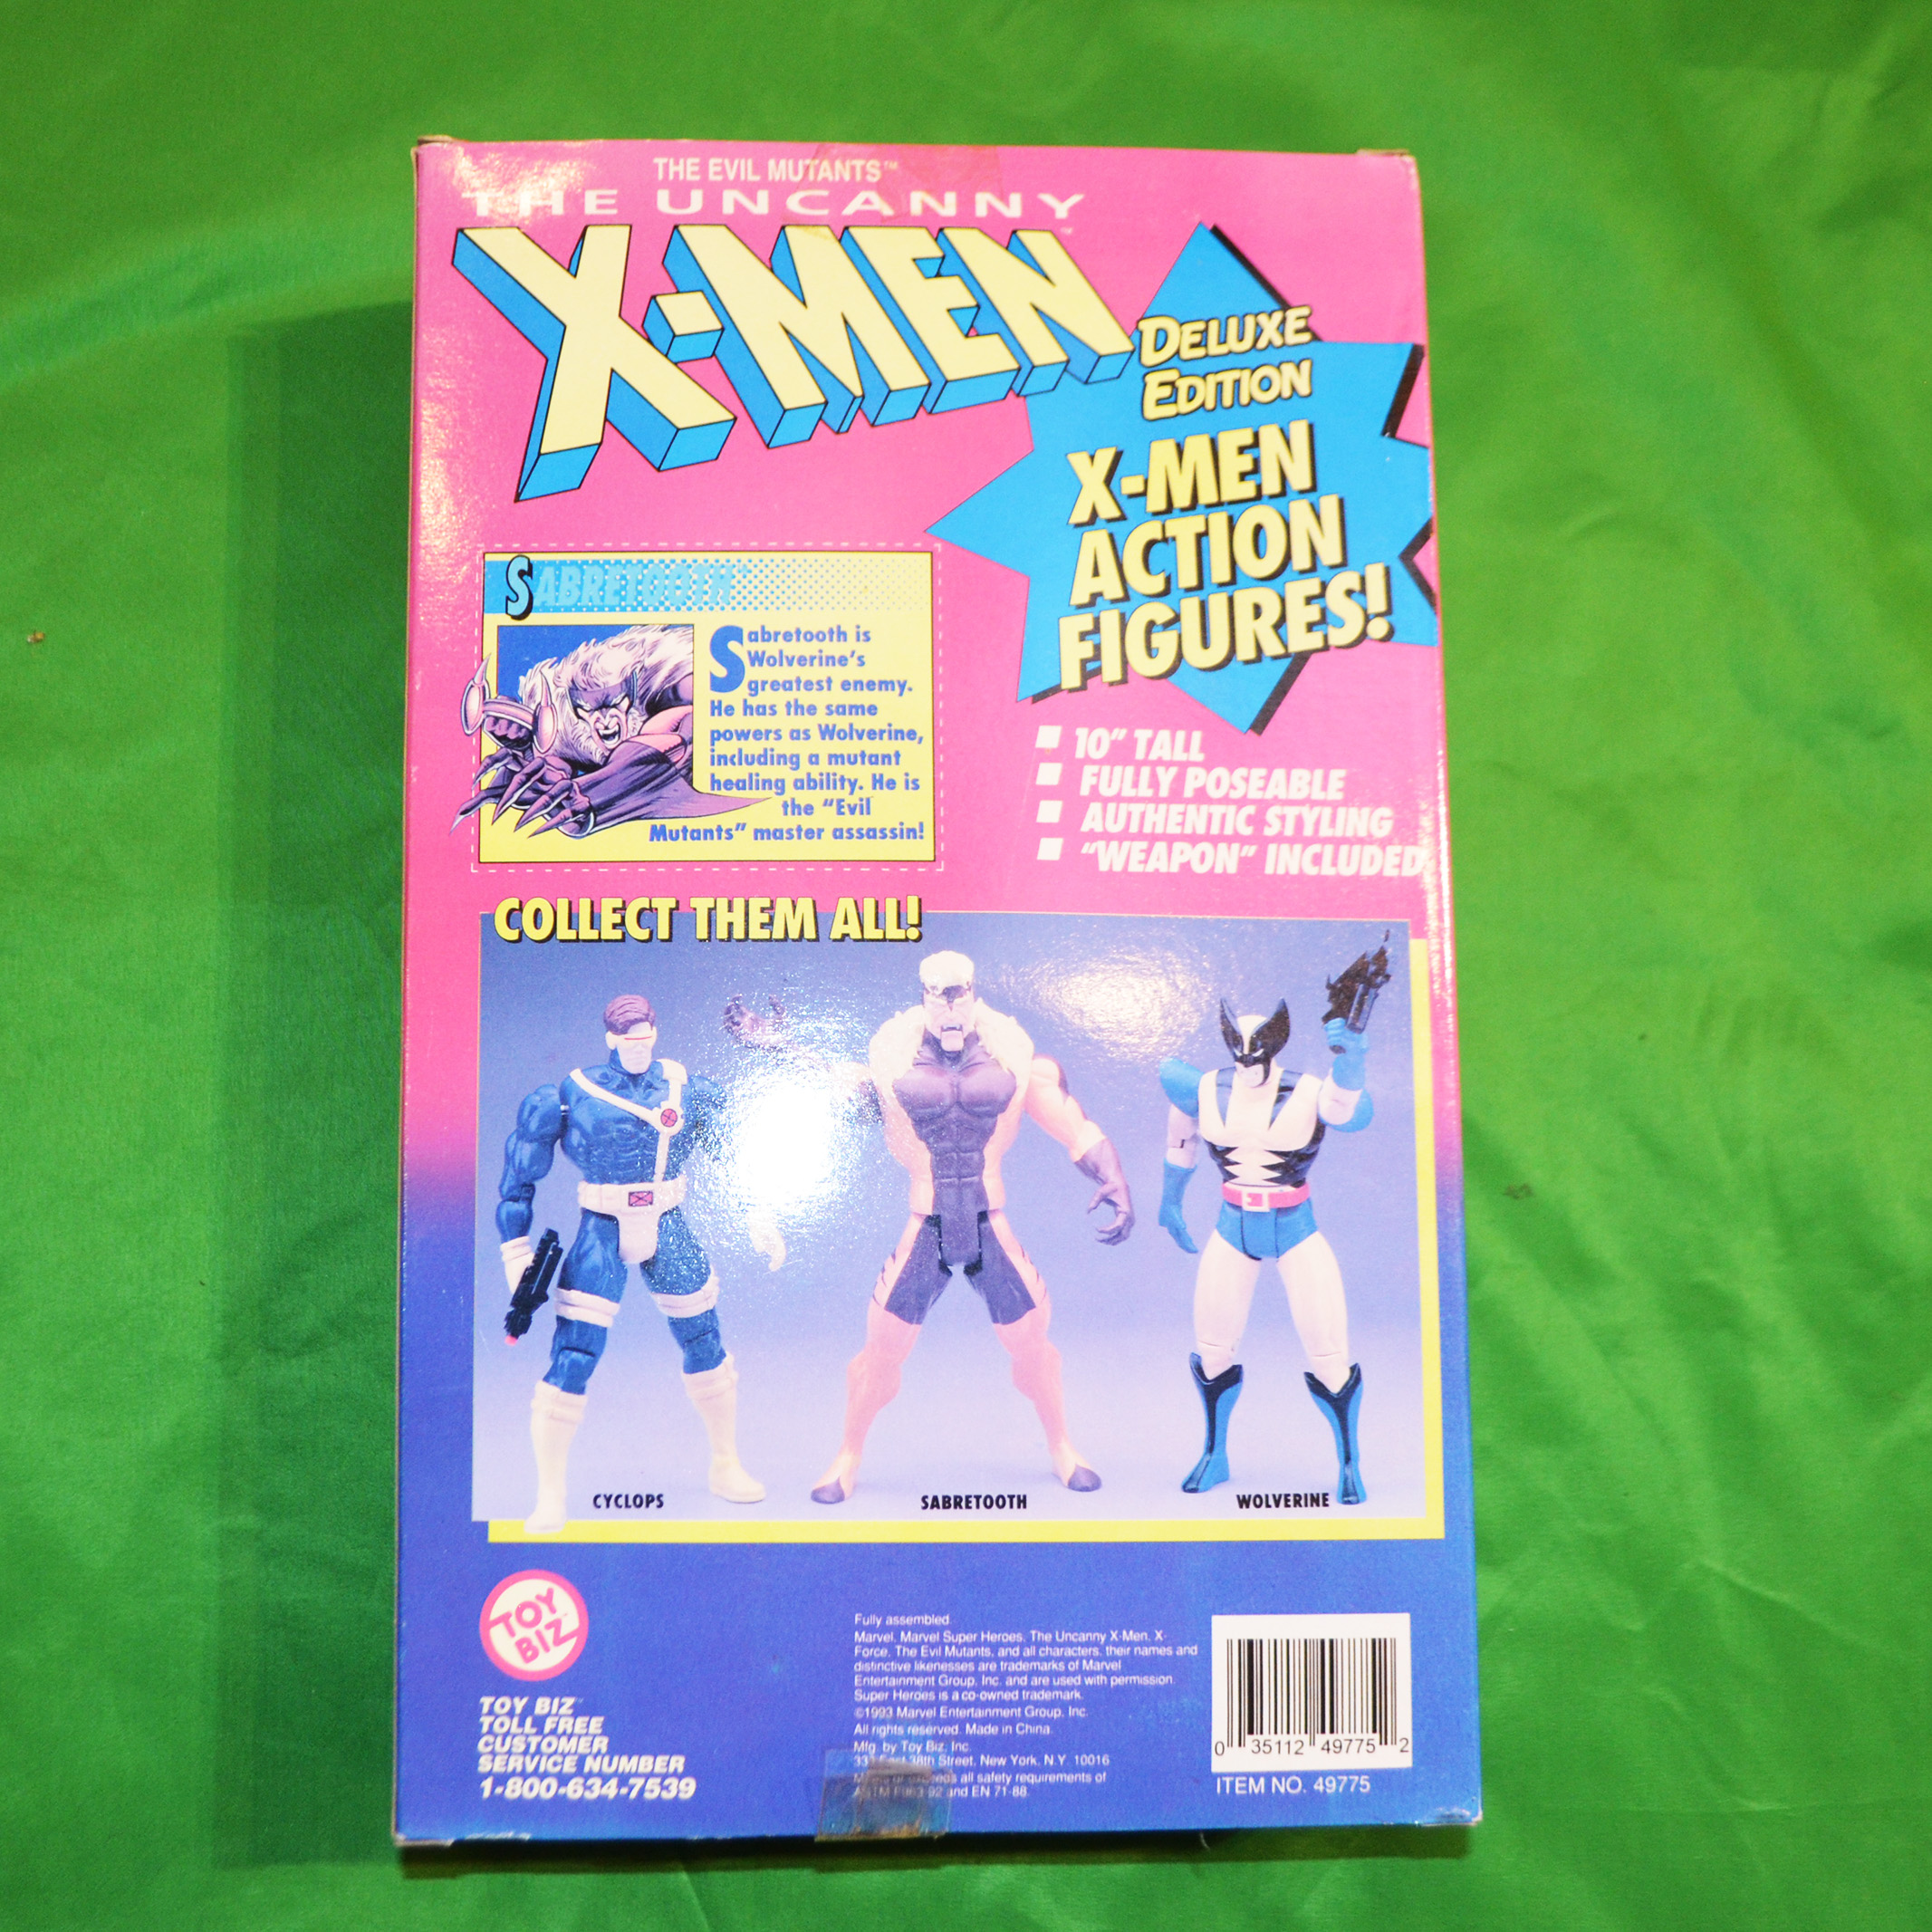 THE EVIL MUTANTS™
THE UNCANNY
X-MEN™
DELUXE
EDITION
X-MEN
ACTION
FIGURES!
SABRETOOTH
Sabretooth is
Wolverine's
greatest enemy.
He has the same
powers as Wolverine,
including a mutant
healing ability. He is
the "Evil
Mutants" master assassin!
10" TALL
FULLY POSEABLE
AUTHENTIC STYLING
"WEAPON" INCLUDED
COLLECT THEM ALL!
CYCLOPS
SABRETOOTH
WOLVERINE
TOY
BIZ
TOY BIZ™
TOLL FREE
CUSTOMER
SERVICE NUMBER
1-800-634-7539
Fully assembled.
Marvel, Marvel Super Heroes, The Uncanny X-Men, X-
Force, The Evil Mutants, and all characters, their names and
distinctive likenesses are trademarks of Marvel
Entertainment Group, Inc. and are used with permission.
Super Heroes is a co-owned trademark.
©1993 Marvel Entertainment Group, Inc.
All rights reserved. Made in China.
Mfg. by Toy Biz, Inc.
East 38th Street, New York, N.Y. 10016
all safety requirements of
and EN 71-88.
0 35112 49775 2
ITEM NO. 49775